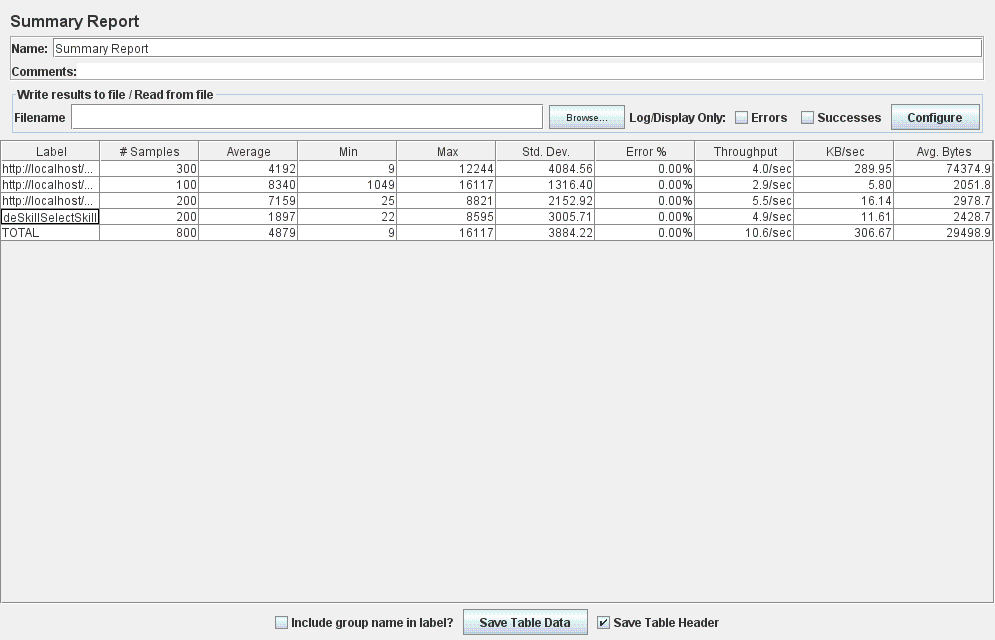 Summary Report
Name: Summary Report
Comments:
Write results to file / Read from file
Filename Browse... Log/Display Only: Errors Successes Configure
Label # Samples Average Min Max Std. Dev. Error % Throughput KB/sec Avg. Bytes
http://localhost/... 300 4192 9 12244 4084.56 0.00% 4.0/sec 289.95 74374.9
http://localhost/... 100 8340 1049 16117 1316.40 0.00% 2.9/sec 5.80 2051.8
http://localhost/... 200 7159 25 8821 2152.92 0.00% 5.5/sec 16.14 2978.7
deSkillSelectSkill 200 1897 22 8595 3005.71 0.00% 4.9/sec 11.61 2428.7
TOTAL 800 4879 9 16117 3884.22 0.00% 10.6/sec 306.67 29498.9
Include group name in label? Save Table Data Save Table Header